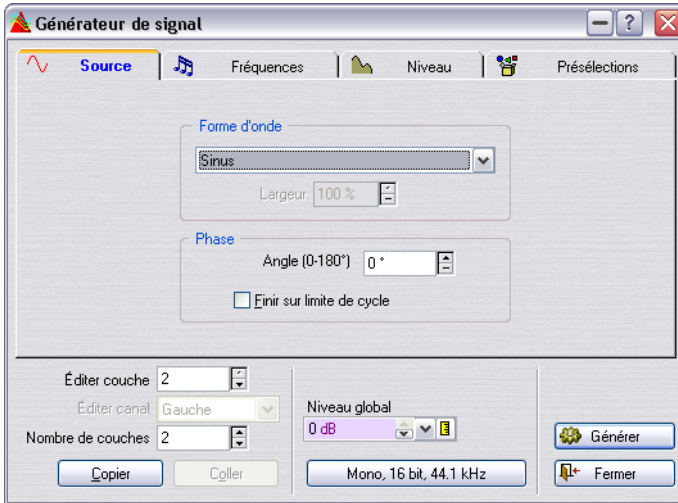 Générateur de signal
Source Fréquences Niveau Présélections
Forme d'onde
Sinus
Largeur 100 %
Phase
Angle (0-180°) 0 °
Finir sur limite de cycle
Éditer couche 2
Éditer canal Gauche
Nombre de couches 2
Copier Coller
Niveau global
0 dB
Mono, 16 bit, 44.1 kHz
Générer
Fermer